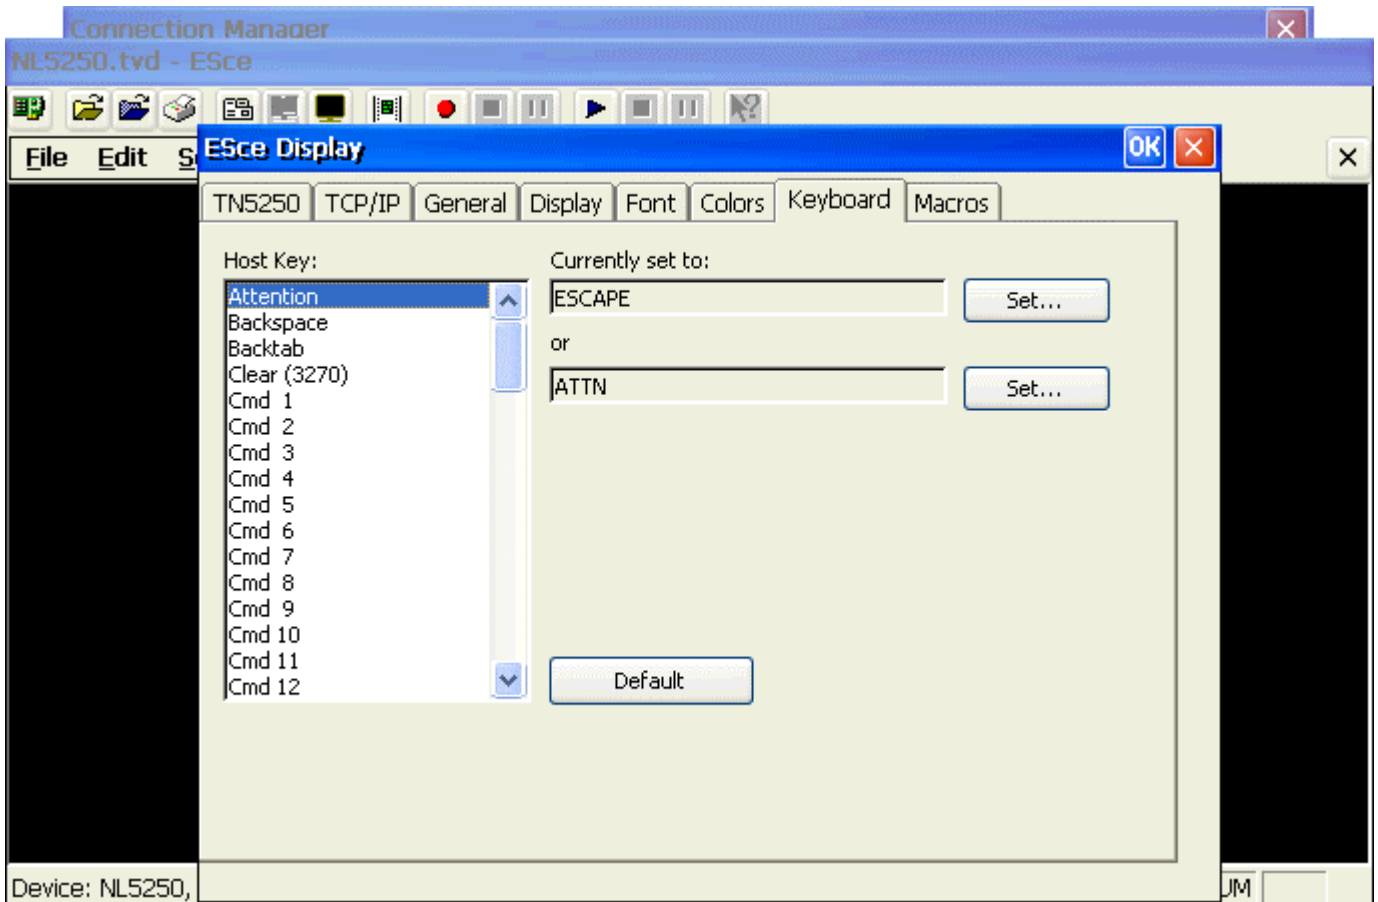 Connection Manager
NL5250.tvd - ESce
ESce Display
OK
File Edit
TN5250 TCP/IP General Display Font Colors Keyboard Macros
Host Key: Currently set to:
Attention ESCAPE Set...
Backspace
Backtab or
Clear (3270)
Cmd 1 ATTN Set...
Cmd 2
Cmd 3
Cmd 4
Cmd 5
Cmd 6
Cmd 7
Cmd 8
Cmd 9
Cmd 10
Cmd 11
Cmd 12 Default
Device: NL5250,